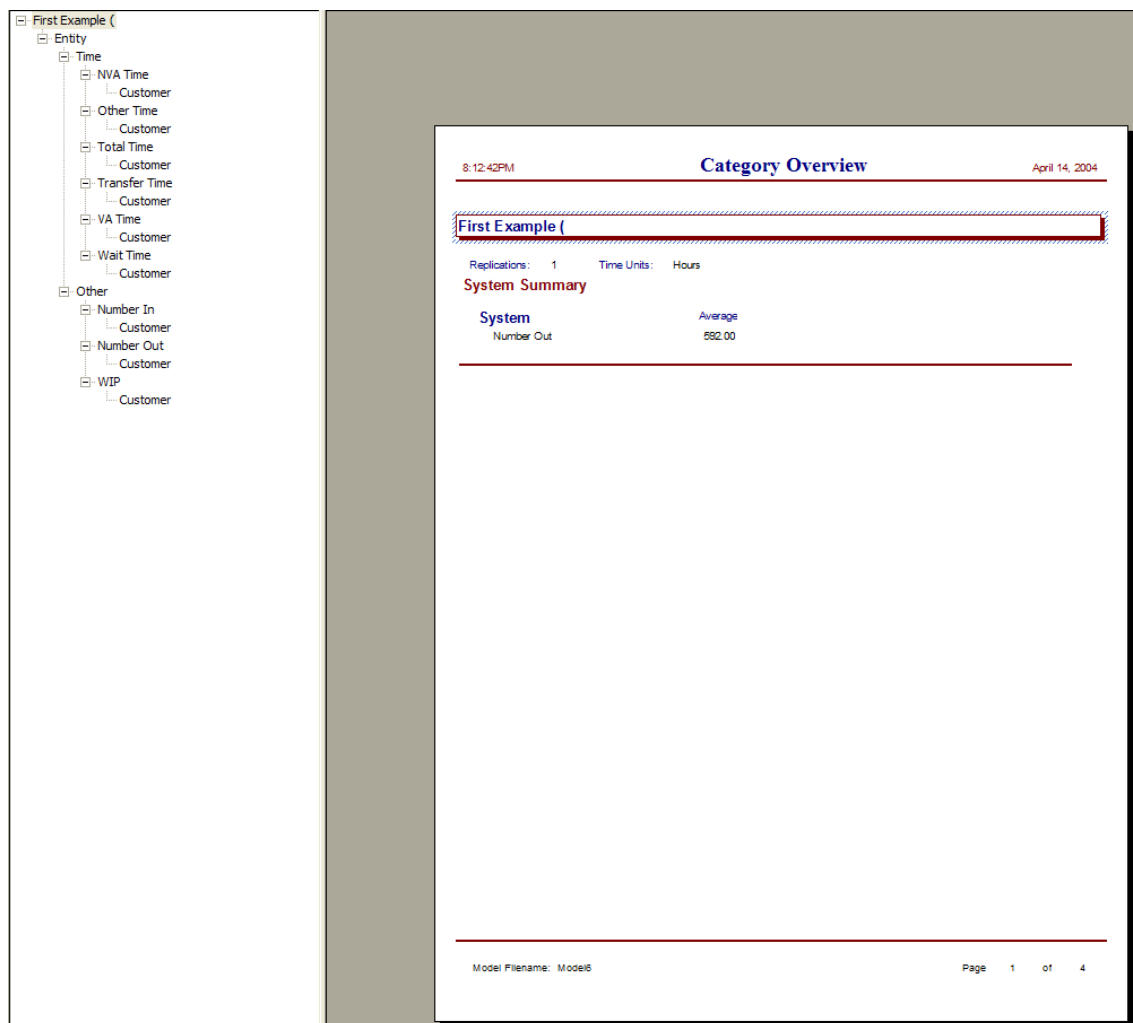 First Example (
Entity
Time
NVA Time
Customer
Other Time
Customer
Total Time
Customer
Transfer Time
Customer
VA Time
Customer
Wait Time
Customer
Other
Number In
Customer
Number Out
Customer
WIP
Customer
8:12:42PM Category Overview April 14, 2004
First Example (
Replications: 1 Time Units: Hours
System Summary
System Average
Number Out 592.00
Model Filename: Model6 Page 1 of 4